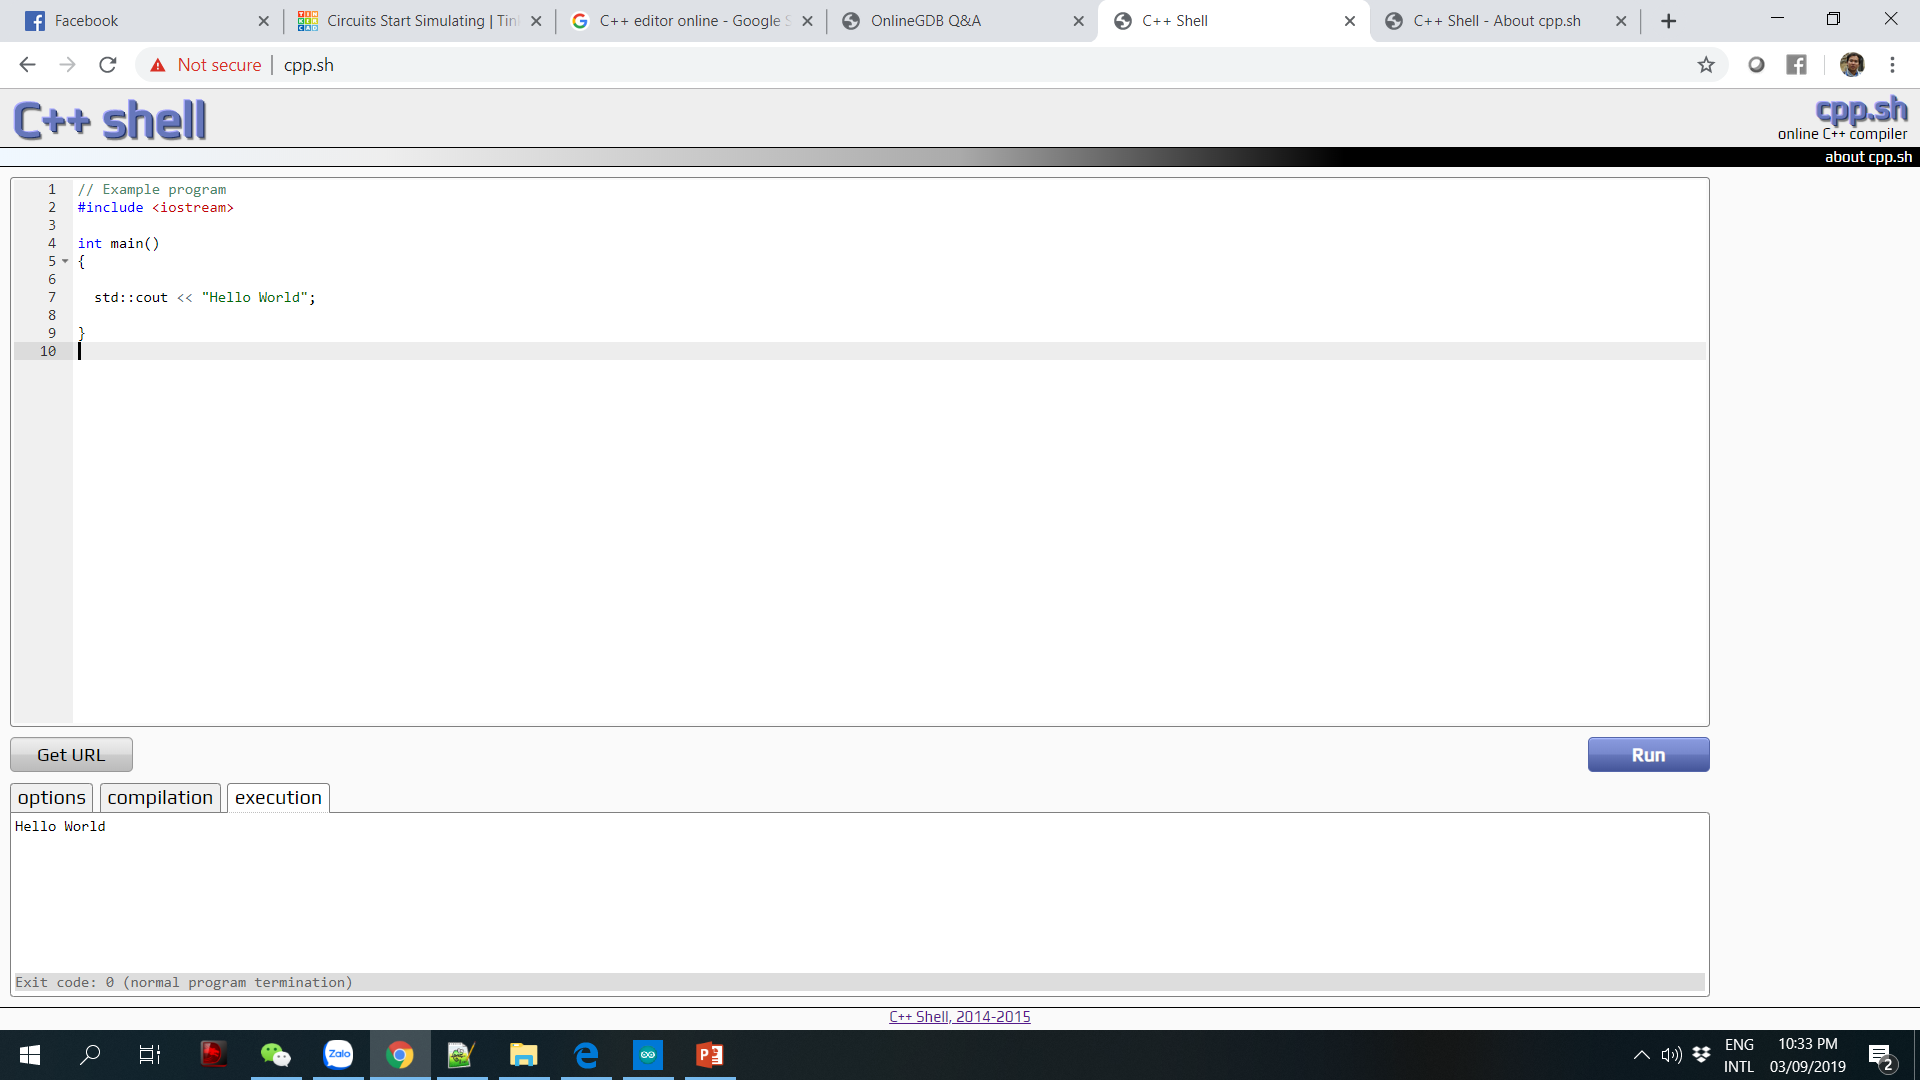 Facebook
Circuits Start Simulating | Tin
C++ editor online - Google S
OnlineGDB Q&A
C++ Shell
C++ Shell - About cpp.sh
Not secure
cpp.sh
C++ shell
cpp.sh
online C++ compiler
about cpp.sh
1 // Example program
2 #include <iostream>
3
4 int main()
5 {
6
7 std::cout << "Hello World";
8
9 }
10
Get URL
Run
options
compilation
execution
Hello World
Exit code: 0 (normal program termination)
C++ Shell, 2014-2015
Zalo
ENG
INTL
10:33 PM
03/09/2019
2